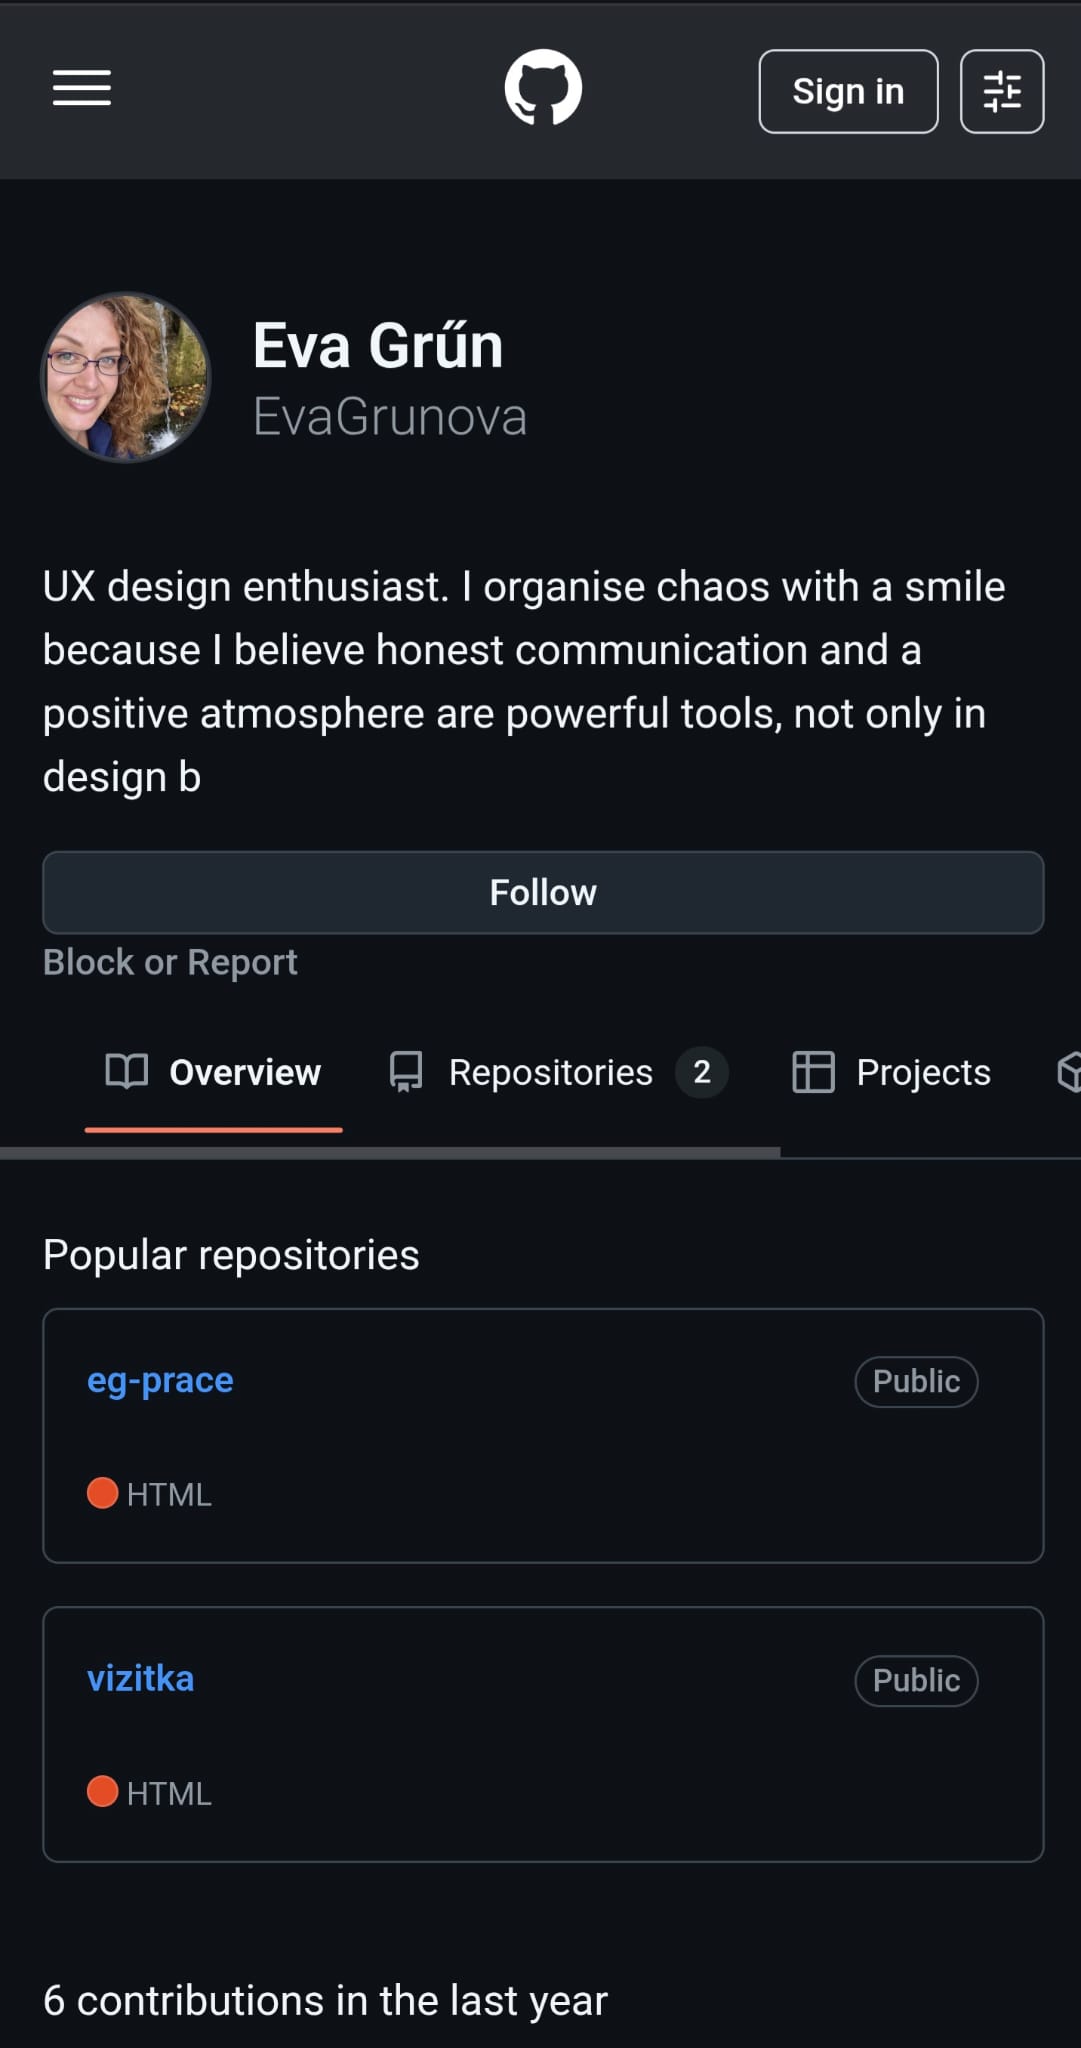 Sign in
Eva Grűn
EvaGrunova
UX design enthusiast. I organise chaos with a smile
because I believe honest communication and a
positive atmosphere are powerful tools, not only in
design b
Follow
Block or Report
Overview Repositories 2 Projects
Popular repositories
eg-prace Public
HTML
vizitka Public
HTML
6 contributions in the last year